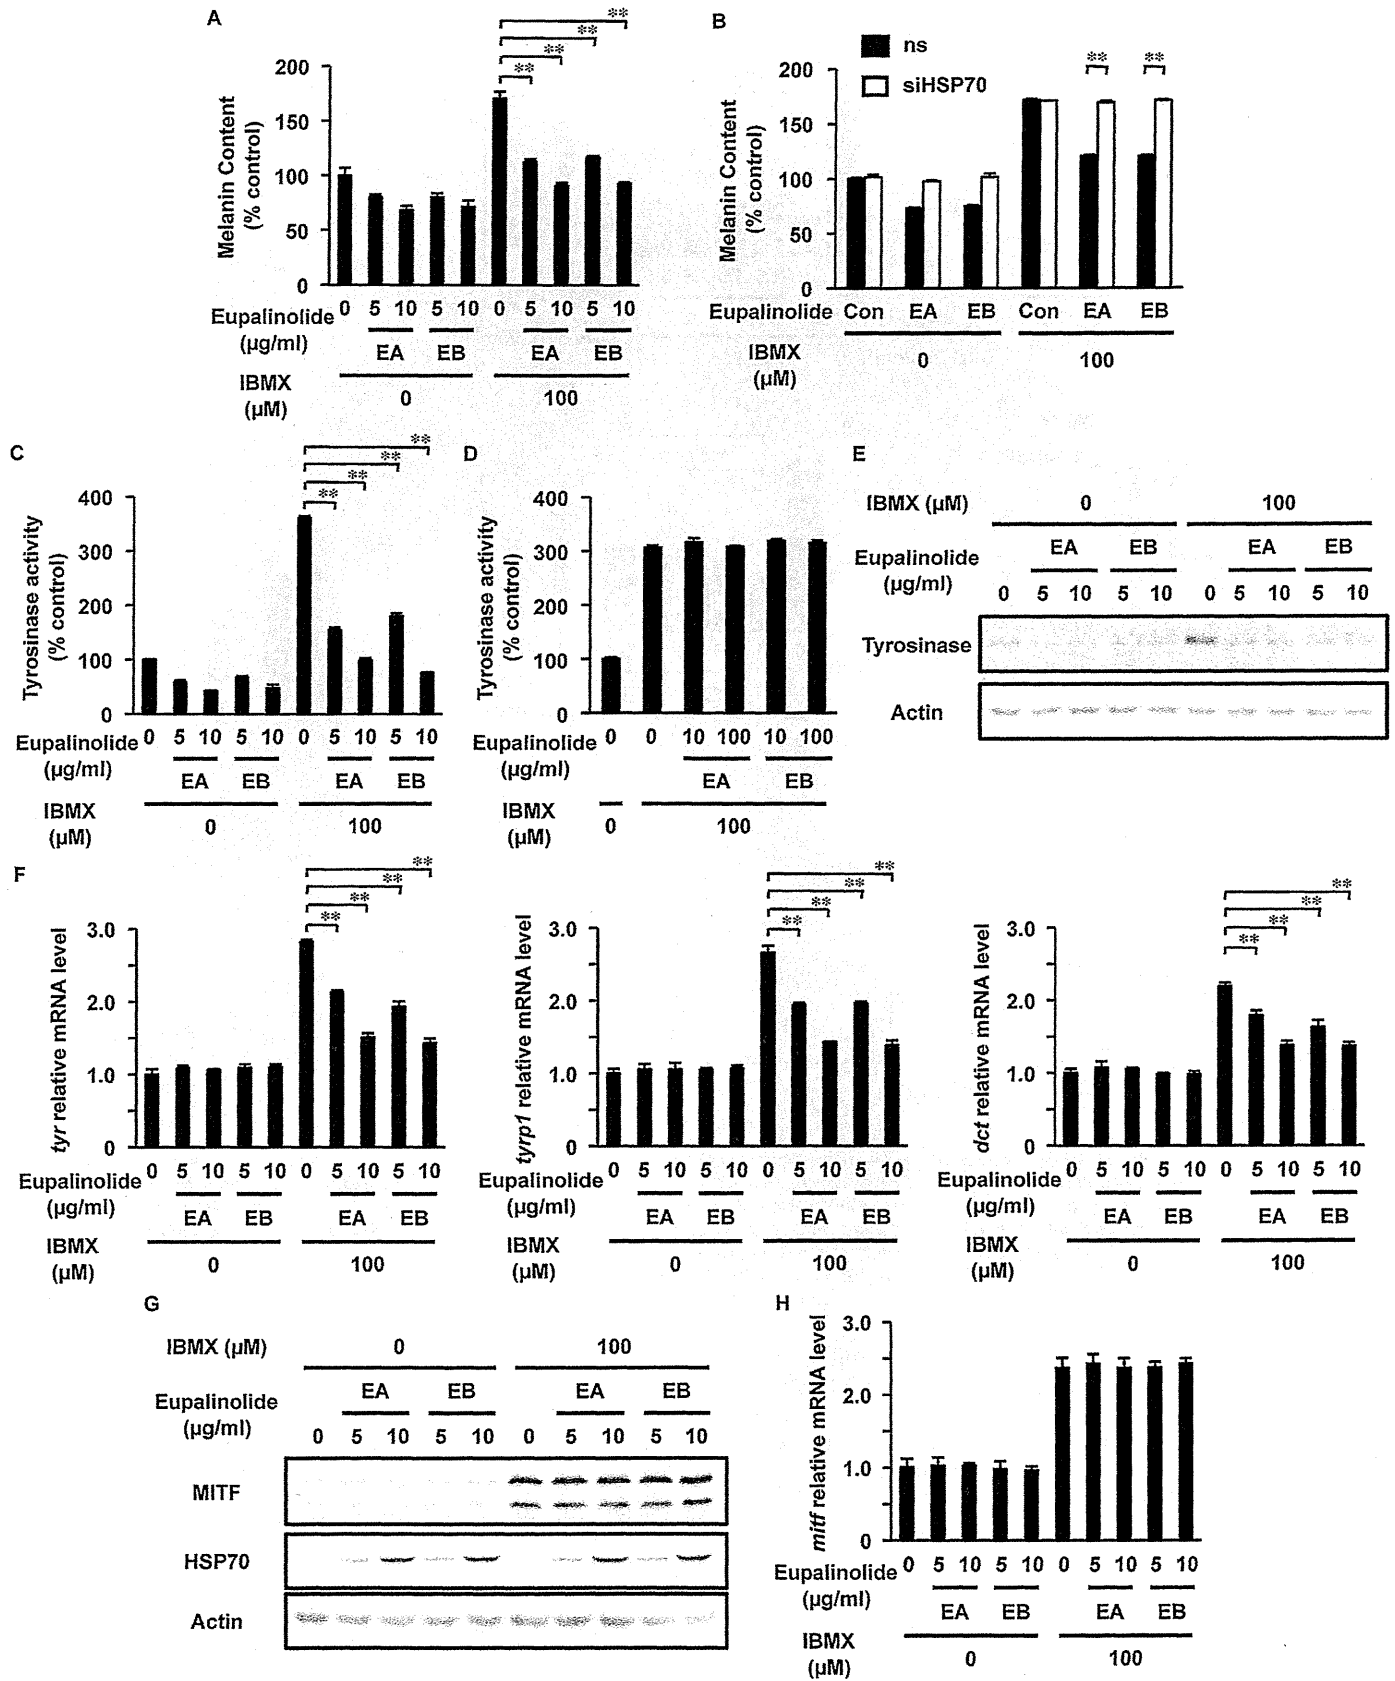 A
**
**
**
**
200
150
100
50
0
Melanin Content
(% control)
Eupalinolide
(µg/ml)
0 5 10 5 10 0 5 10 5 10
EA EB EA EB
IBMX
(µM)
0 100
B
ns
siHSP70
** **
200
150
100
50
0
Melanin Content
(% control)
Eupalinolide Con EA EB Con EA EB
IBMX
(µM)
0 100
C
**
**
**
**
400
300
200
100
0
Tyrosinase activity
(% control)
Eupalinolide
(µg/ml)
0 5 10 5 10 0 5 10 5 10
EA EB EA EB
IBMX
(µM)
0 100
D
400
300
200
100
0
Tyrosinase activity
(% control)
Eupalinolide
(µg/ml)
0 0 10 100 10 100
EA EB
IBMX
(µM)
0 100
E
IBMX (µM) 0 100
Eupalinolide
(µg/ml)
EA EB EA EB
0 5 10 5 10 0 5 10 5 10
Tyrosinase
Actin
F
**
**
**
**
3.0
2.0
1.0
0
tyr relative mRNA level
Eupalinolide
(µg/ml)
0 5 10 5 10 0 5 10 5 10
EA EB EA EB
IBMX
(µM)
0 100
**
**
**
**
3.0
2.0
1.0
0
tyrp1 relative mRNA level
Eupalinolide
(µg/ml)
0 5 10 5 10 0 5 10 5 10
EA EB EA EB
IBMX
(µM)
0 100
**
**
**
**
3.0
2.0
1.0
0
dct relative mRNA level
Eupalinolide
(µg/ml)
0 5 10 5 10 0 5 10 5 10
EA EB EA EB
IBMX
(µM)
0 100
G
IBMX (µM) 0 100
Eupalinolide
(µg/ml)
EA EB EA EB
0 5 10 5 10 0 5 10 5 10
MITF
HSP70
Actin
H
3.0
2.0
1.0
0
mitf relative mRNA level
Eupalinolide
(µg/ml)
0 5 10 5 10 0 5 10 5 10
EA EB EA EB
IBMX
(µM)
0 100